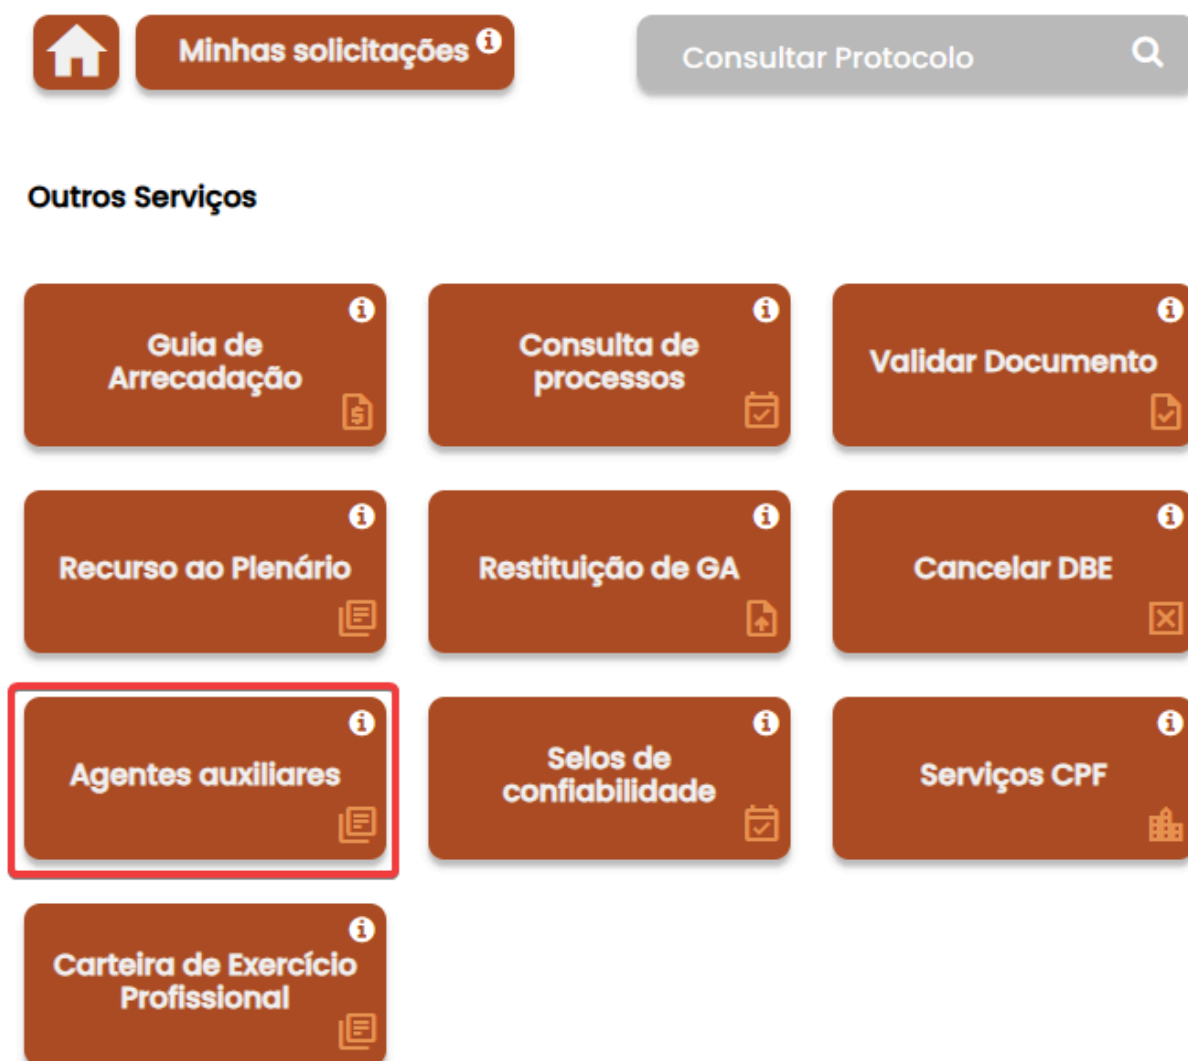 Minhas solicitações
Consultar Protocolo
Outros Serviços
Guia de
Arrecadação
Consulta de
processos
Validar Documento
Recurso ao Plenário
Restituição de GA
Cancelar DBE
Agentes auxiliares
Selos de
confiabilidade
Serviços CPF
Carteira de Exercício
Profissional